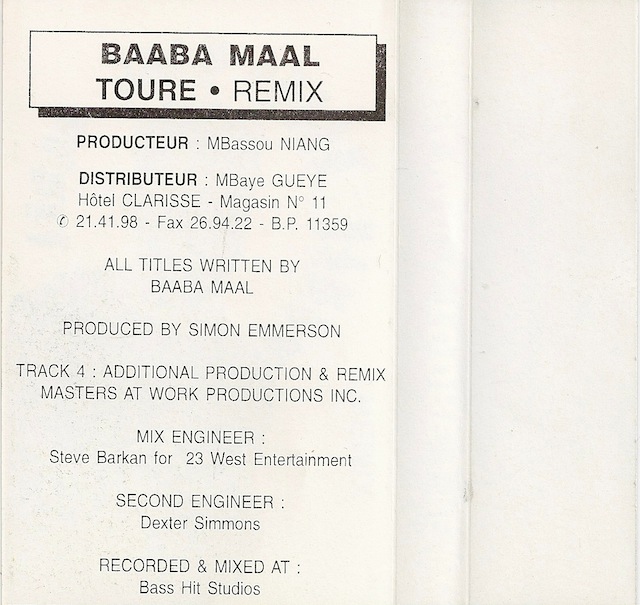 BAABA MAAL
TOURE • REMIX
PRODUCTEUR : MBassou NIANG
DISTRIBUTEUR : MBaye GUEYE
Hôtel CLARISSE - Magasin N° 11
✆ 21.41.98 - Fax 26.94.22 - B.P. 11359
ALL TITLES WRITTEN BY
BAABA MAAL
PRODUCED BY SIMON EMMERSON
TRACK 4 : ADDITIONAL PRODUCTION & REMIX
MASTERS AT WORK PRODUCTIONS INC.
MIX ENGINEER :
Steve Barkan for 23 West Entertainment
SECOND ENGINEER :
Dexter Simmons
RECORDED & MIXED AT :
Bass Hit Studios